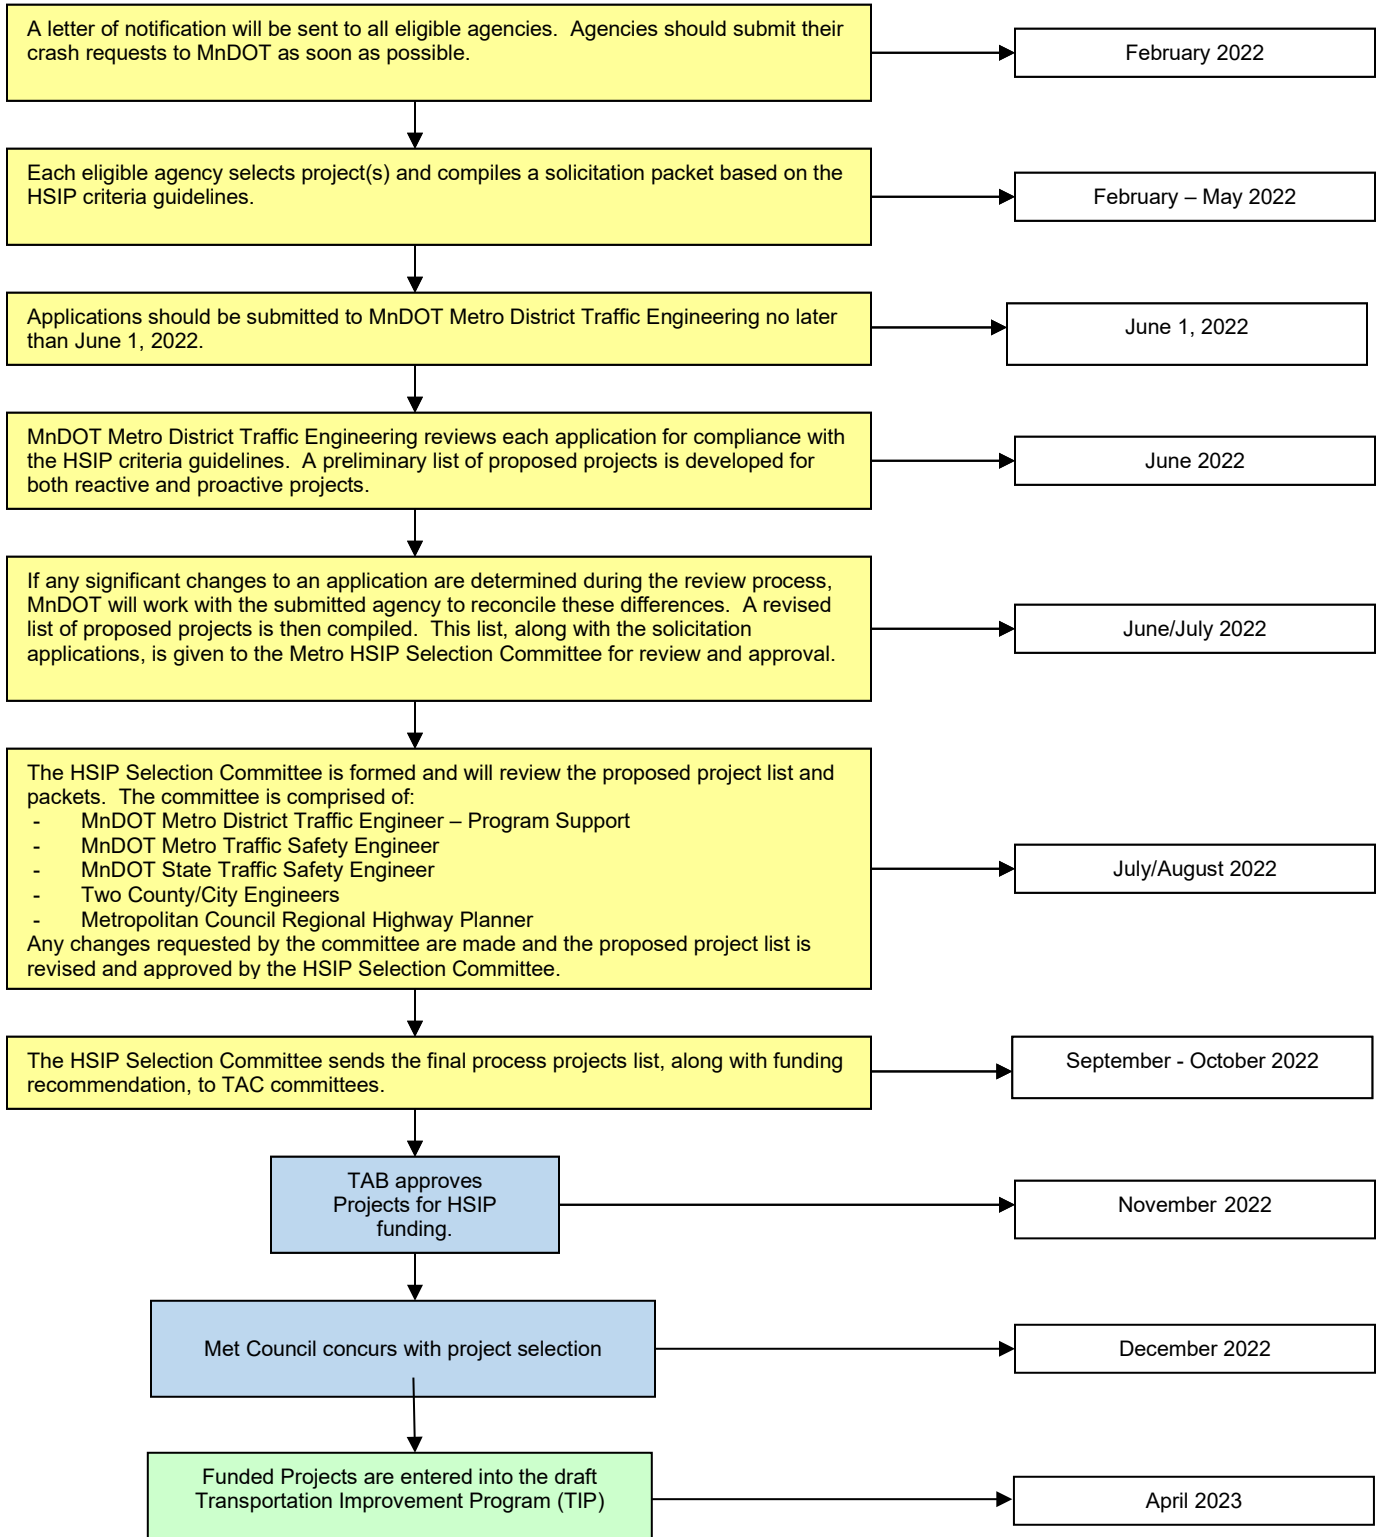 A letter of notification will be sent to all eligible agencies.  Agencies should submit their
crash requests to MnDOT as soon as possible.
February 2022
Each eligible agency selects project(s) and compiles a solicitation packet based on the
HSIP criteria guidelines.
February – May 2022
Applications should be submitted to MnDOT Metro District Traffic Engineering no later
than June 1, 2022.
June 1, 2022
MnDOT Metro District Traffic Engineering reviews each application for compliance with
the HSIP criteria guidelines.  A preliminary list of proposed projects is developed for
both reactive and proactive projects.
June 2022
If any significant changes to an application are determined during the review process,
MnDOT will work with the submitted agency to reconcile these differences.  A revised
list of proposed projects is then compiled.  This list, along with the solicitation
applications, is given to the Metro HSIP Selection Committee for review and approval.
June/July 2022
The HSIP Selection Committee is formed and will review the proposed project list and
packets.  The committee is comprised of:
- MnDOT Metro District Traffic Engineer – Program Support
- MnDOT Metro Traffic Safety Engineer
- MnDOT State Traffic Safety Engineer
- Two County/City Engineers
- Metropolitan Council Regional Highway Planner
Any changes requested by the committee are made and the proposed project list is
revised and approved by the HSIP Selection Committee.
July/August 2022
The HSIP Selection Committee sends the final process projects list, along with funding
recommendation, to TAC committees.
September - October 2022
TAB approves
Projects for HSIP
funding.
November 2022
Met Council concurs with project selection
December 2022
Funded Projects are entered into the draft
Transportation Improvement Program (TIP)
April 2023